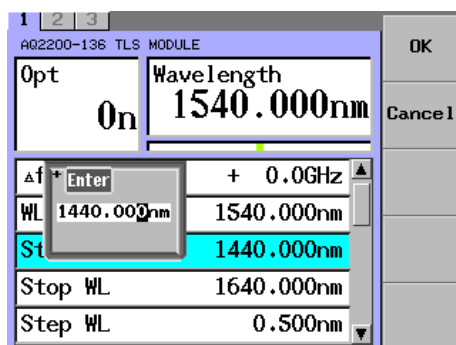 1 2 3
AQ2200-136 TLS MODULE
Opt
On
Wavelength
1540.000nm
OK
Cancel
Δf + 0.0GHz
+ Enter
1440.000nm
WL 1540.000nm
St 1440.000nm
Stop WL 1640.000nm
Step WL 0.500nm